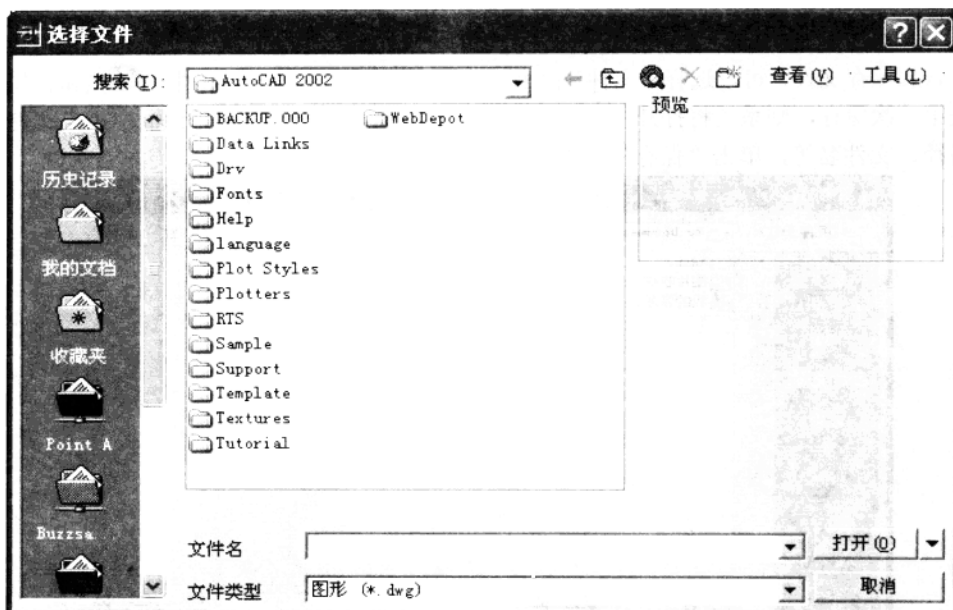 选择文件
搜索(I):
AutoCAD 2002
查看(V)
工具(L)
历史记录
我的文档
收藏夹
Point A
Buzzsa...
BACKUP.000
WebDepot
Data Links
Drv
Fonts
Help
language
Plot Styles
Plotters
RTS
Sample
Support
Template
Textures
Tutorial
预览
文件名
打开(O)
文件类型
图形 (*.dwg)
取消